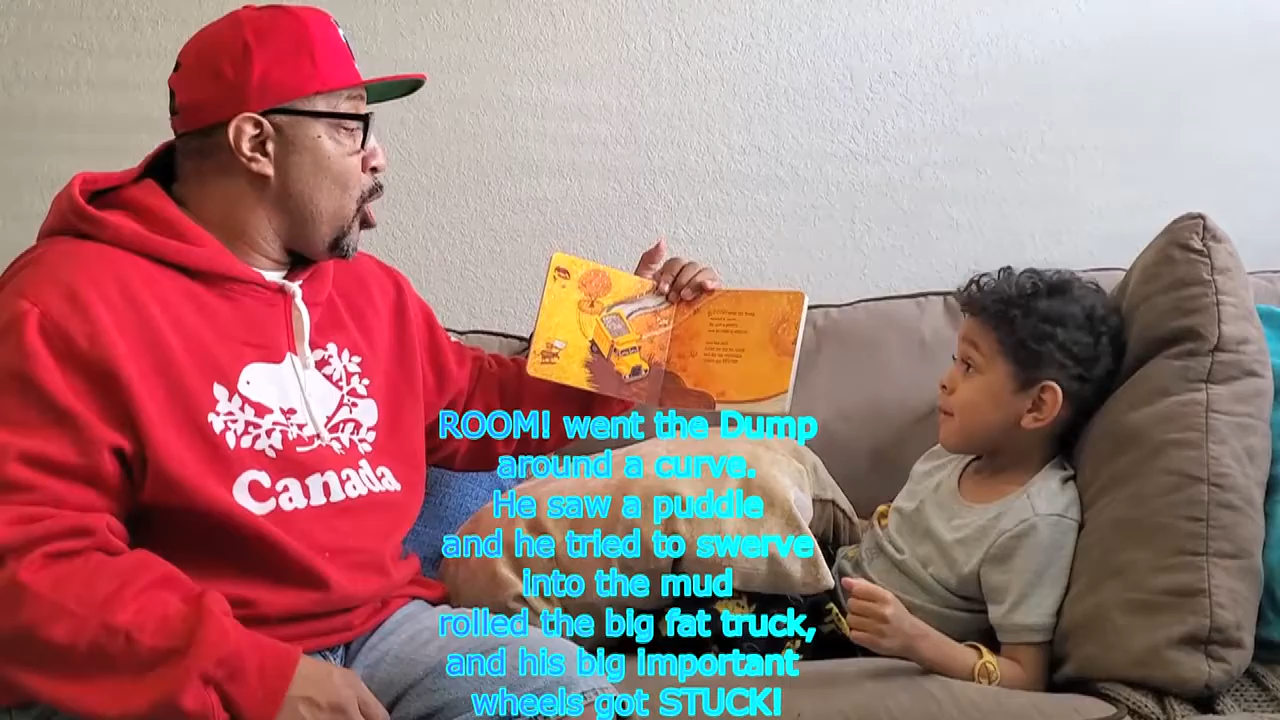 Canada
ROOM! went the Dump
around a curve.
He saw a puddle
and he tried to swerve
into the mud
rolled the big fat truck,
and his big important
wheels got STUCK!